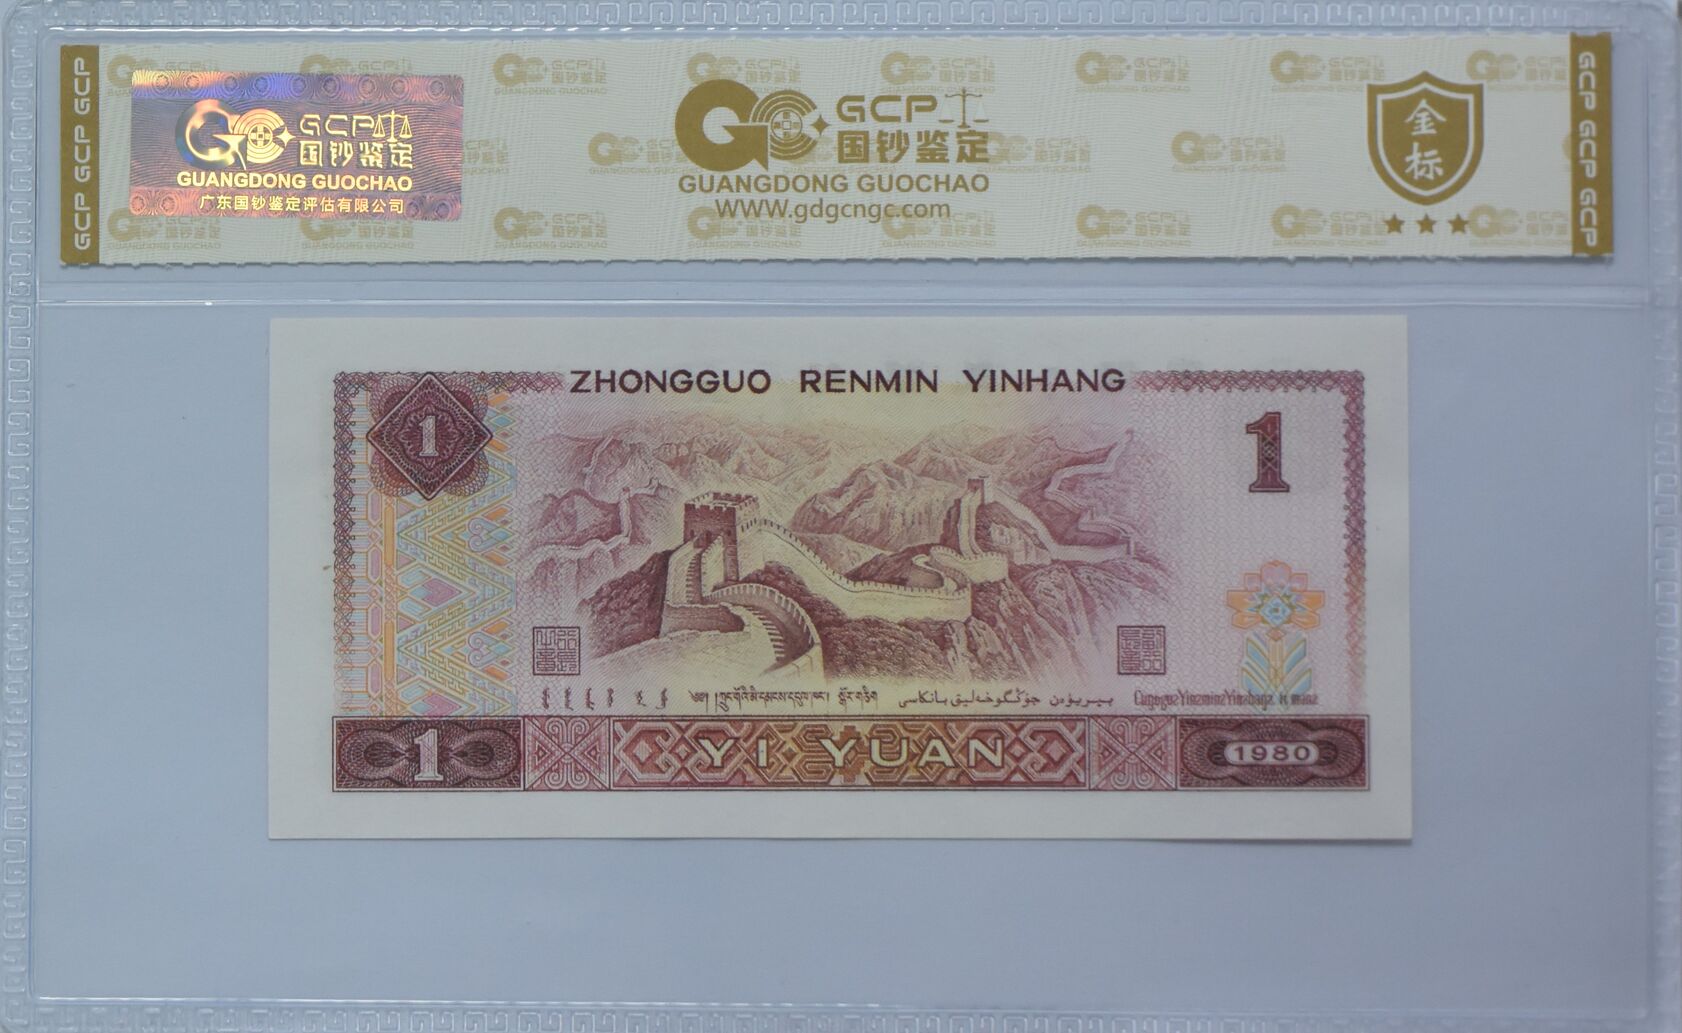 GCP GCP GCP
GCP
国钞鉴定
GUANGDONG GUOCHAO
广东国钞鉴定评估有限公司
GCP
国钞鉴定
GUANGDONG GUOCHAO
WWW.gdgcngc.com
金标
GCP GCP GCP
ZHONGGUO RENMIN YINHANG
1
1
1
YI YUAN
1980